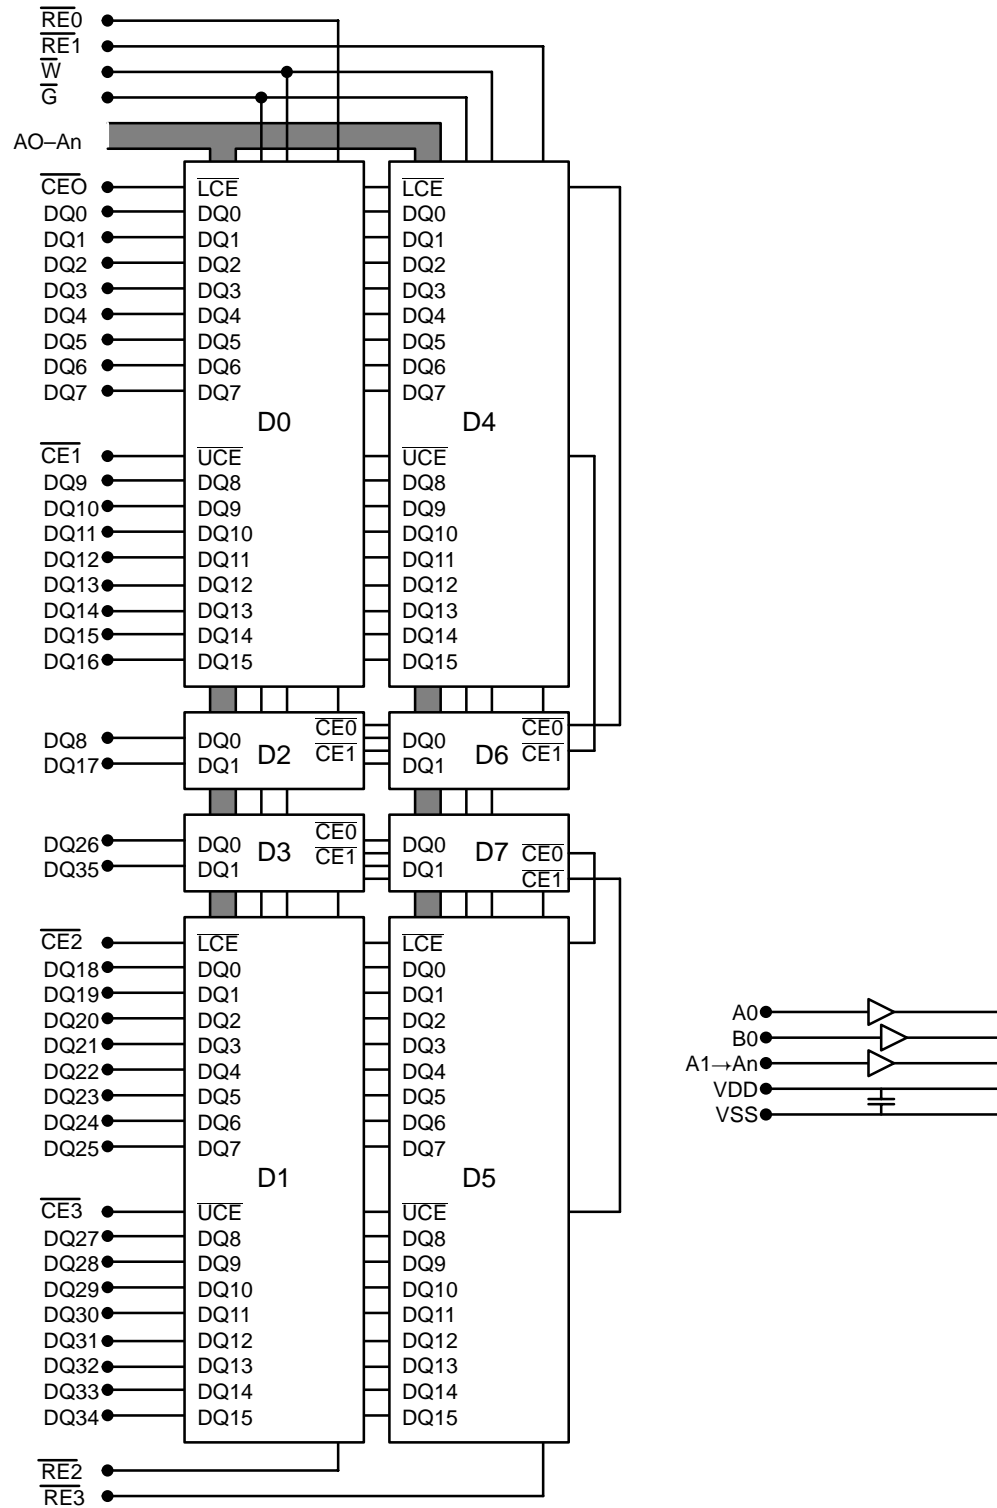 RE0
RE1
W
G
AO–An
CEO LCE LCE
DQ0 DQ0 DQ0
DQ1 DQ1 DQ1
DQ2 DQ2 DQ2
DQ3 DQ3 DQ3
DQ4 DQ4 DQ4
DQ5 DQ5 DQ5
DQ6 DQ6 DQ6
DQ7 DQ7 DQ7
D0 D4
CE1 UCE UCE
DQ9 DQ8 DQ8
DQ10 DQ9 DQ9
DQ11 DQ10 DQ10
DQ12 DQ11 DQ11
DQ13 DQ12 DQ12
DQ14 DQ13 DQ13
DQ15 DQ14 DQ14
DQ16 DQ15 DQ15
CE0 CE0
DQ8 DQ0 D2 CE1 DQ0 D6 CE1
DQ17 DQ1 DQ1
CE0
DQ26 DQ0 D3 CE1 DQ0 D7 CE0
DQ35 DQ1 DQ1 CE1
CE2 LCE LCE
DQ18 DQ0 DQ0
DQ19 DQ1 DQ1
DQ20 DQ2 DQ2
DQ21 DQ3 DQ3
DQ22 DQ4 DQ4
DQ23 DQ5 DQ5
DQ24 DQ6 DQ6
DQ25 DQ7 DQ7
D1 D5
CE3 UCE UCE
DQ27 DQ8 DQ8
DQ28 DQ9 DQ9
DQ29 DQ10 DQ10
DQ30 DQ11 DQ11
DQ31 DQ12 DQ12
DQ32 DQ13 DQ13
DQ33 DQ14 DQ14
DQ34 DQ15 DQ15
RE2
RE3
A0
B0
A1→An
VDD
VSS